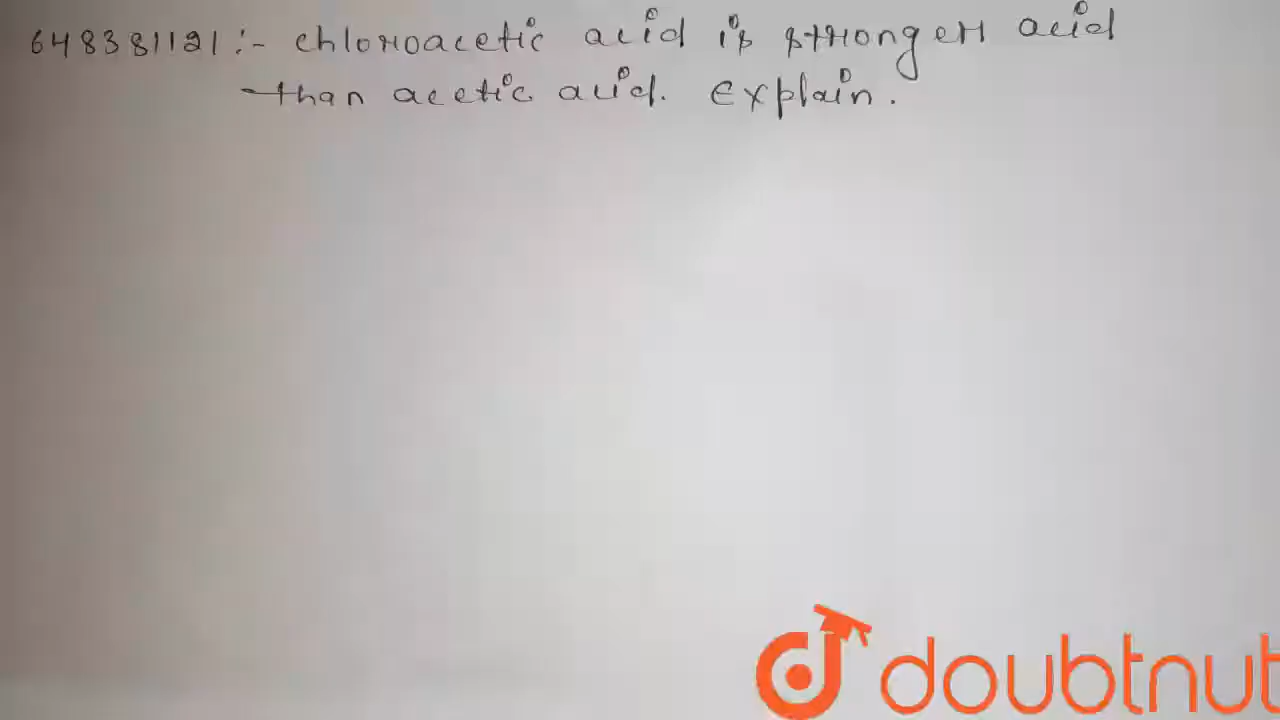 648381121:- chloroacetic acid is stronger acid
than acetic acid. Explain.
doubtnut